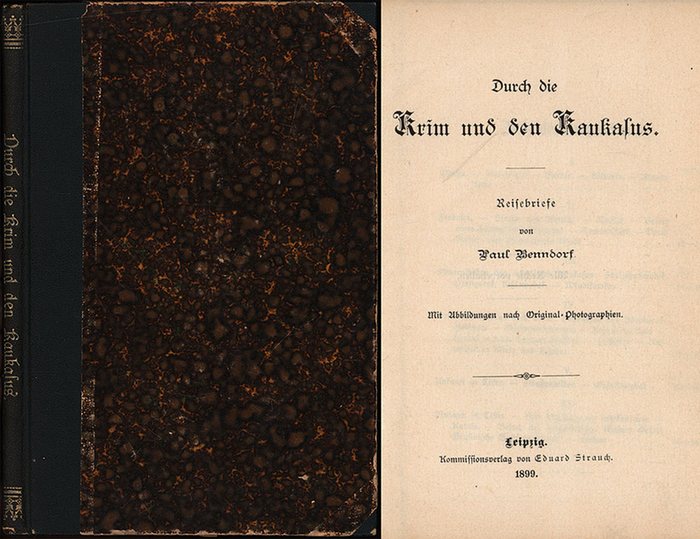 Durch die Krim und den Kaukasus.
Durch die
Krim und den Kaukaſus.
Reiſebriefe
von
Paul Benndorf.
Mit Abbildungen nach Original-Photographien.
Leipzig.
Kommiſſionsverlag von Eduard Strauch.
1899.